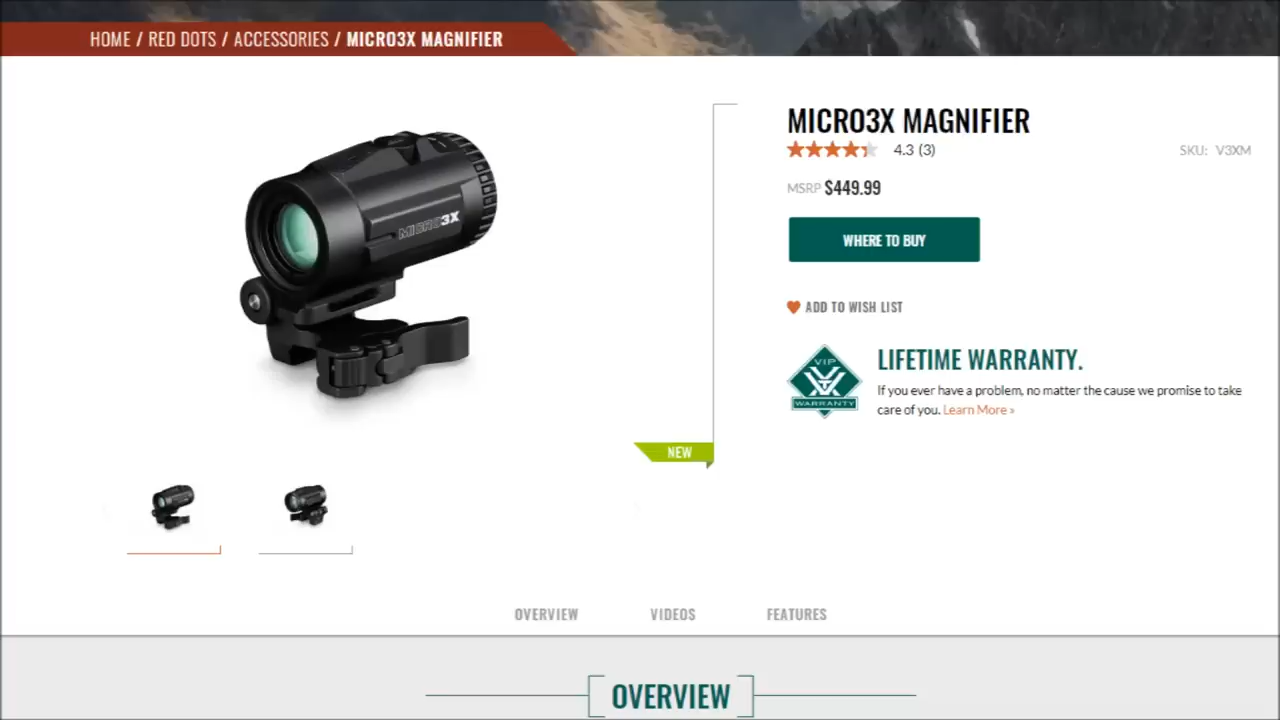 HOME / RED DOTS / ACCESSORIES / MICRO3X MAGNIFIER
MICRO3X
NEW
MICRO3X MAGNIFIER
4.3 (3)
SKU: V3XM
MSRP $449.99
WHERE TO BUY
ADD TO WISH LIST
VIP
WARRANTY
LIFETIME WARRANTY.
If you ever have a problem, no matter the cause we promise to take
care of you. Learn More »
OVERVIEW VIDEOS FEATURES
OVERVIEW